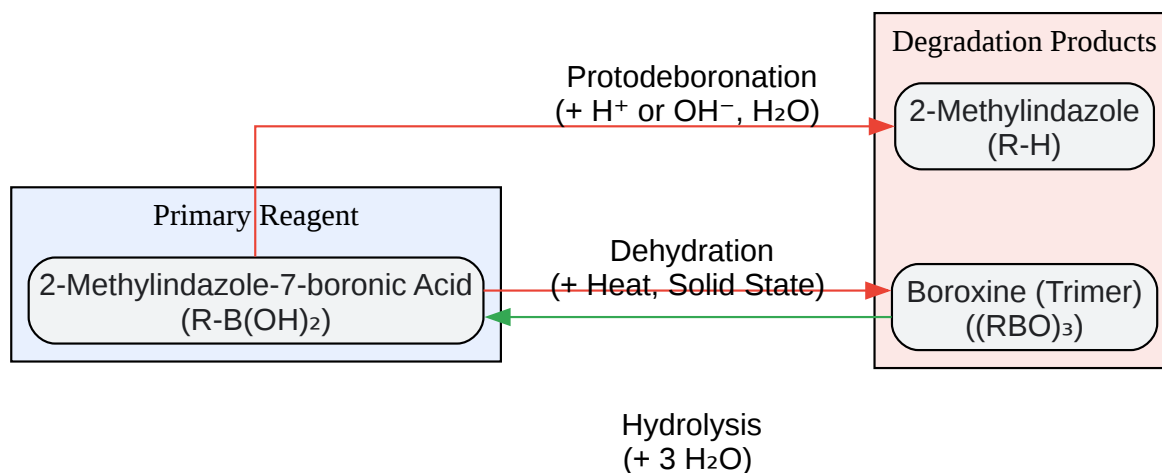 Degradation Products
Protodeboronation
(+ H⁺ or OH⁻, H₂O)
2-Methylindazole
(R-H)
Primary Reagent
2-Methylindazole-7-boronic Acid
(R-B(OH)₂)
Dehydration
(+ Heat, Solid State)
Boroxine (Trimer)
((RBO)₃)
Hydrolysis
(+ 3 H₂O)